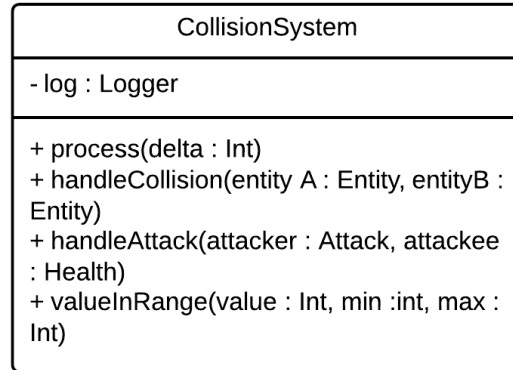 CollisionSystem
- log : Logger
+ process(delta : Int)
+ handleCollision(entity A : Entity, entityB :
Entity)
+ handleAttack(attacker : Attack, attackee
: Health)
+ valueInRange(value : Int, min :int, max :
Int)